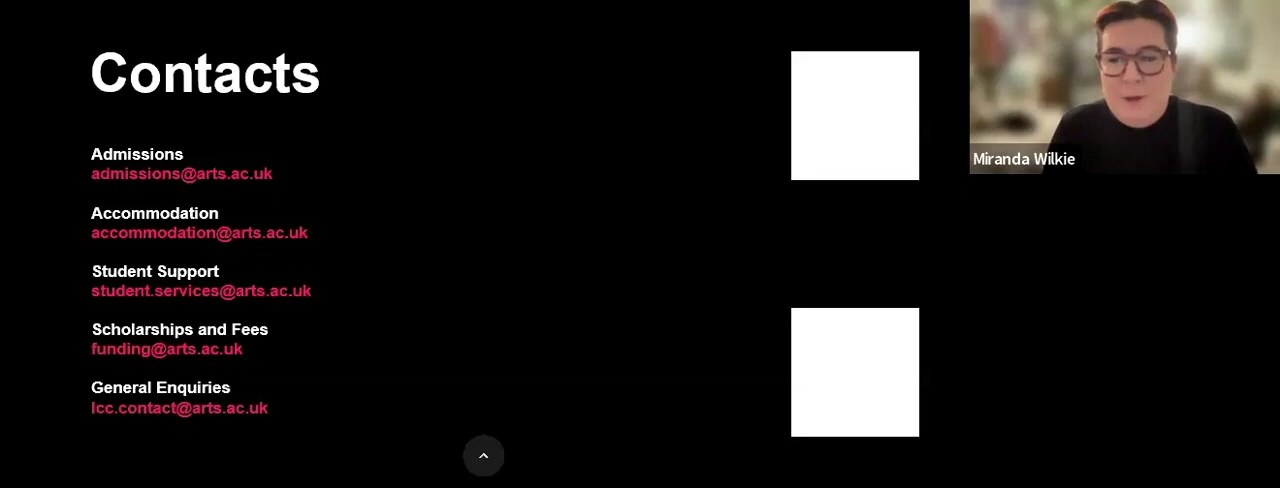 Contacts
Admissions
admissions@arts.ac.uk
Accommodation
accommodation@arts.ac.uk
Student Support
student.services@arts.ac.uk
Scholarships and Fees
funding@arts.ac.uk
General Enquiries
lcc.contact@arts.ac.uk
Miranda Wilkie